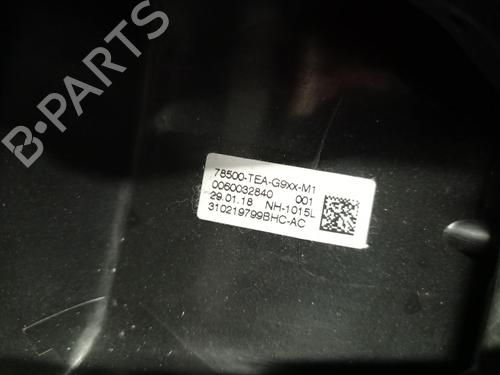 B-PARTS
78500-TEA-G9xx-M1
0060032840 001
29.01.18 NH-1015L
310219799BHC-AC